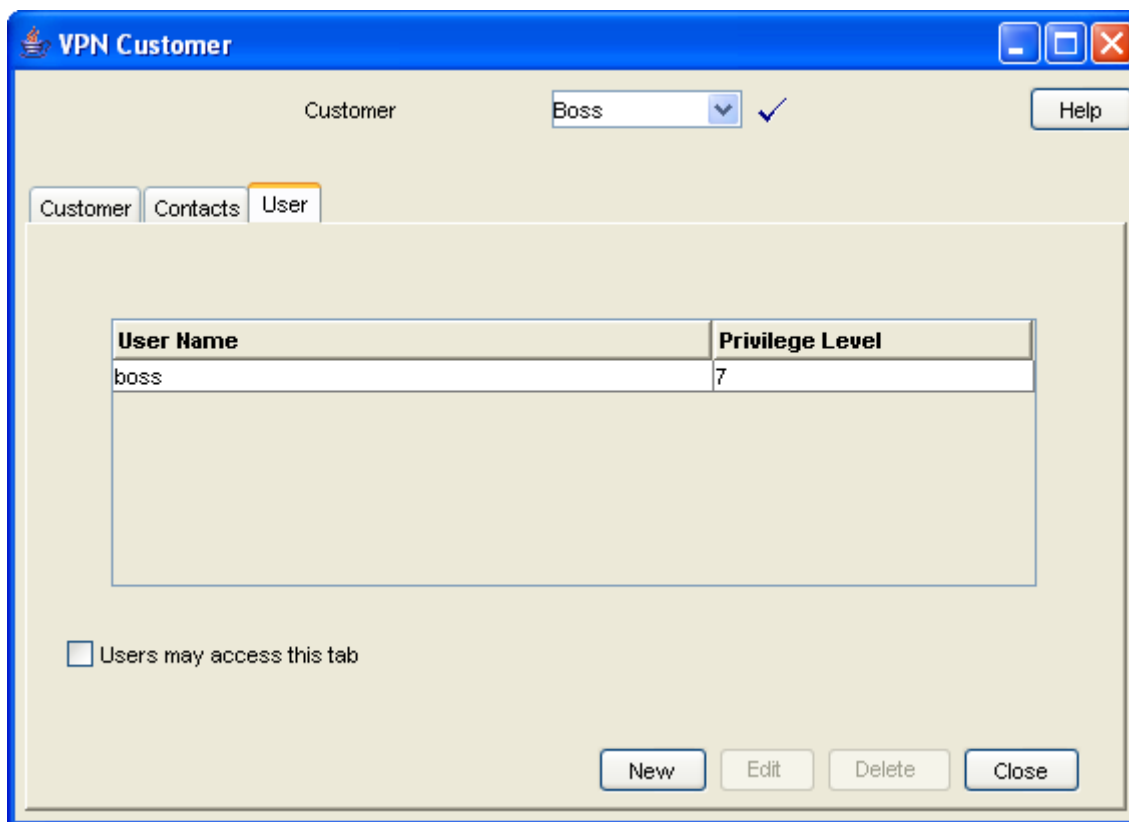 VPN Customer
Customer Boss Help
Customer Contacts User
User Name Privilege Level
boss 7
Users may access this tab
New Edit Delete Close